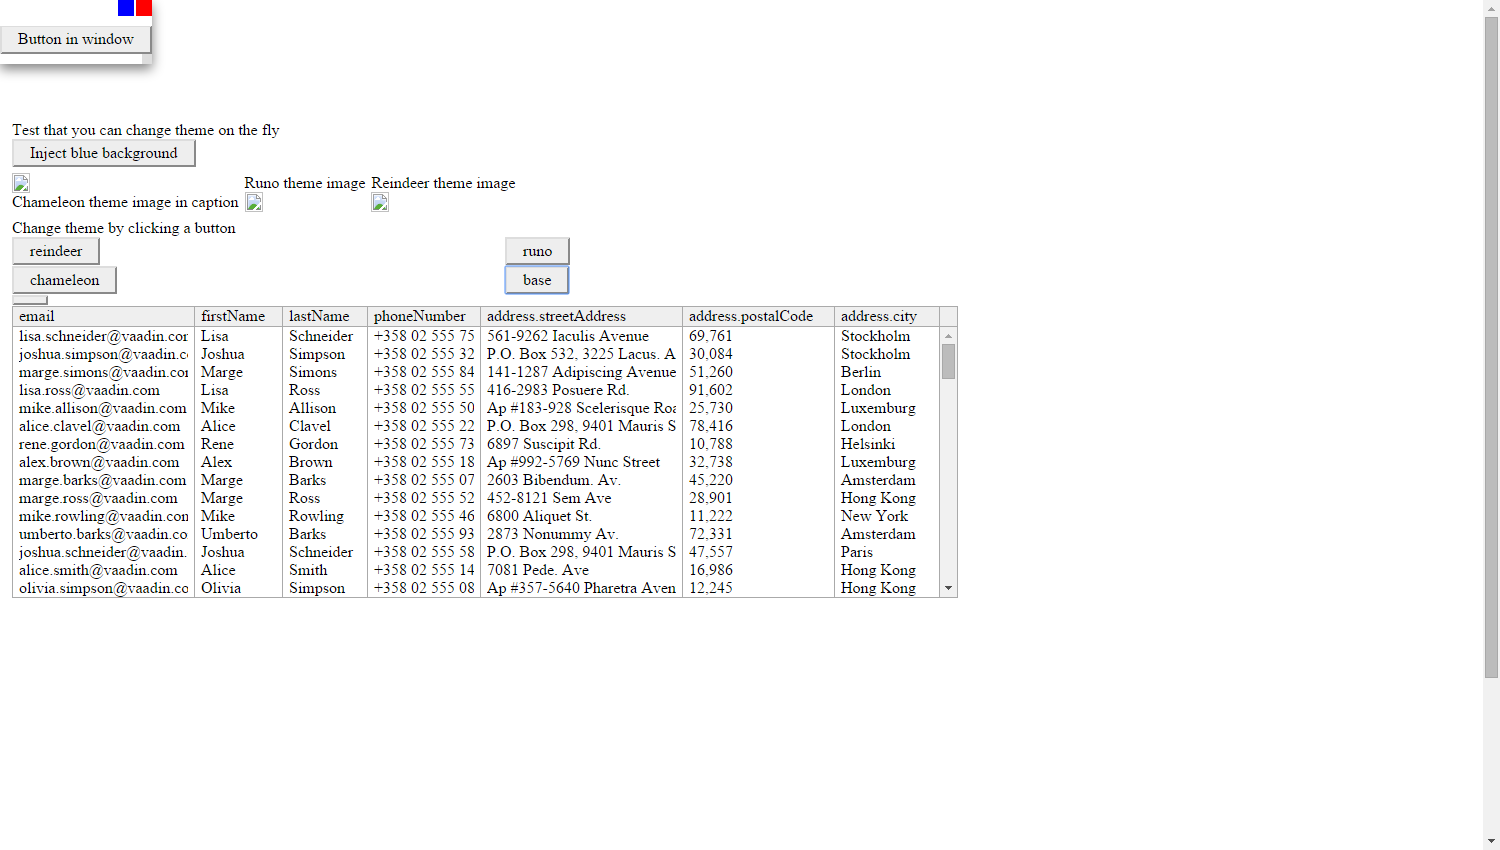 Button in window
Test that you can change theme on the fly
Inject blue background
Runo theme image Reindeer theme image
Chameleon theme image in caption
Change theme by clicking a button
reindeer runo
chameleon base
email firstName lastName phoneNumber address.streetAddress address.postalCode address.city
lisa.schneider@vaadin.cor Lisa Schneider +358 02 555 75 561-9262 Iaculis Avenue 69,761 Stockholm
joshua.simpson@vaadin.c Joshua Simpson +358 02 555 32 P.O. Box 532, 3225 Lacus. A 30,084 Stockholm
marge.simons@vaadin.cor Marge Simons +358 02 555 84 141-1287 Adipiscing Avenue 51,260 Berlin
lisa.ross@vaadin.com Lisa Ross +358 02 555 55 416-2983 Posuere Rd. 91,602 London
mike.allison@vaadin.com Mike Allison +358 02 555 50 Ap #183-928 Scelerisque Roa 25,730 Luxemburg
alice.clavel@vaadin.com Alice Clavel +358 02 555 22 P.O. Box 298, 9401 Mauris S 78,416 London
rene.gordon@vaadin.com Rene Gordon +358 02 555 73 6897 Suscipit Rd. 10,788 Helsinki
alex.brown@vaadin.com Alex Brown +358 02 555 18 Ap #992-5769 Nunc Street 32,738 Luxemburg
marge.barks@vaadin.com Marge Barks +358 02 555 07 2603 Bibendum. Av. 45,220 Amsterdam
marge.ross@vaadin.com Marge Ross +358 02 555 52 452-8121 Sem Ave 28,901 Hong Kong
mike.rowling@vaadin.con Mike Rowling +358 02 555 46 6800 Aliquet St. 11,222 New York
umberto.barks@vaadin.co Umberto Barks +358 02 555 93 2873 Nonummy Av. 72,331 Amsterdam
joshua.schneider@vaadin. Joshua Schneider +358 02 555 58 P.O. Box 298, 9401 Mauris S 47,557 Paris
alice.smith@vaadin.com Alice Smith +358 02 555 14 7081 Pede. Ave 16,986 Hong Kong
olivia.simpson@vaadin.co Olivia Simpson +358 02 555 08 Ap #357-5640 Pharetra Aven 12,245 Hong Kong